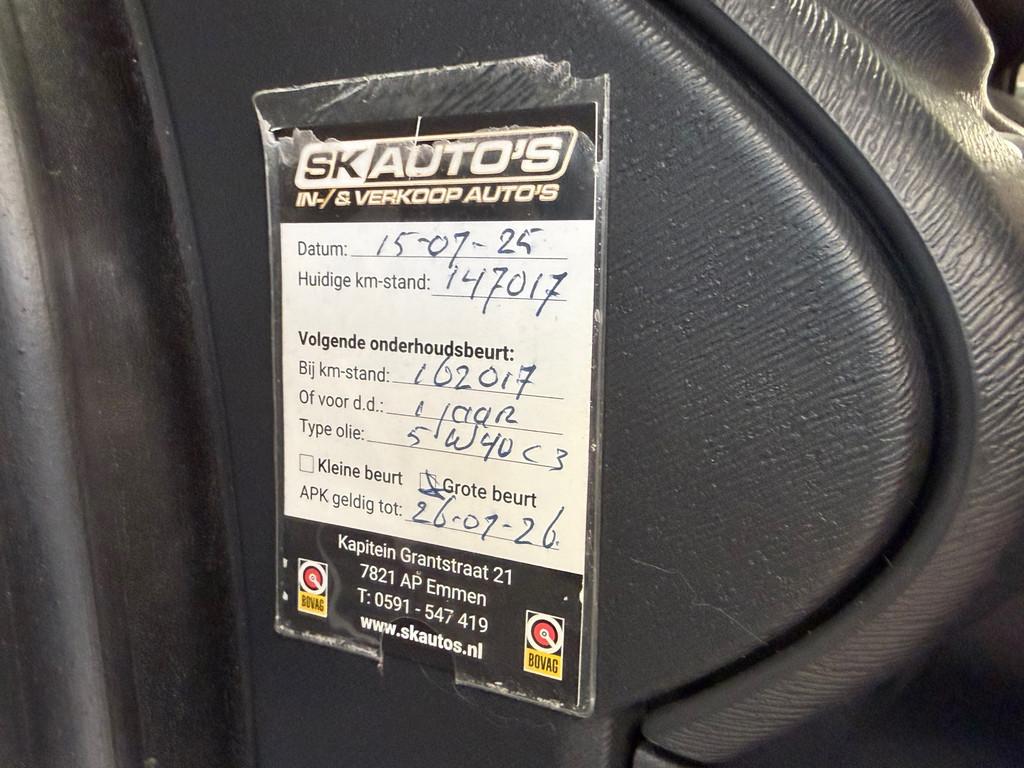 SK AUTO'S
IN-/ & VERKOOP AUTO'S
Datum: 15-07-25
Huidige km-stand: 147017
Volgende onderhoudsbeurt:
Bij km-stand: 162017
Of voor d.d.: 1 Jaar
Type olie: 5W40 C3
Kleine beurt Grote beurt
APK geldig tot: 26-07-26
Kapitein Grantstraat 21
7821 AP Emmen
T: 0591 - 547 419
www.skautos.nl
BOVAG
BOVAG